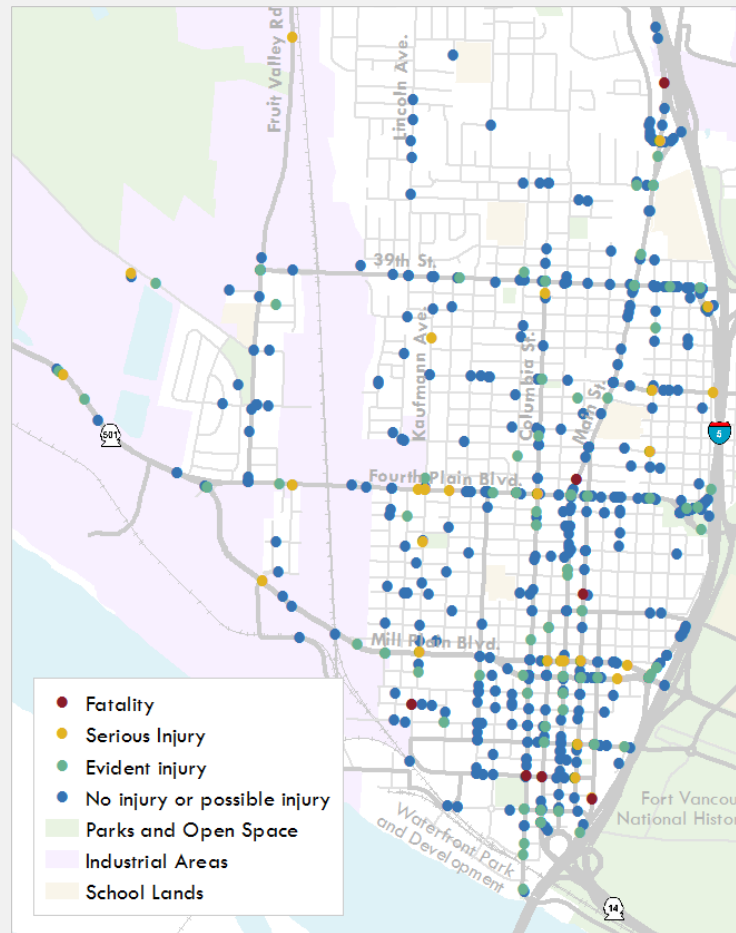 Fruit Valley Rd
Lincoln Ave.
39th St.
Kaufmann Ave.
Columbia St.
Main St.
5
501
Fourth Plain Blvd.
Mill Plain Blvd.
Fatality
Serious Injury
Evident injury
No injury or possible injury
Parks and Open Space
Industrial Areas
School Lands
Waterfront Park
and Development
Fort Vancou
National Histor
14